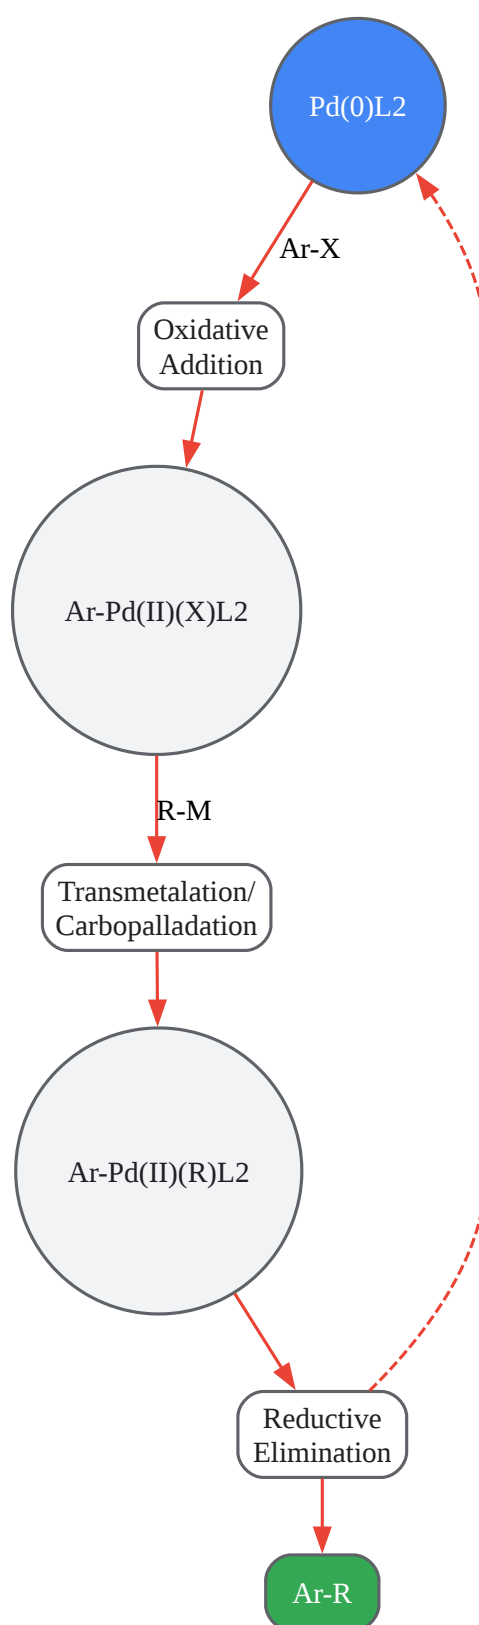 Pd(0)L2
Ar-X
Oxidative
Addition
Ar-Pd(II)(X)L2
R-M
Transmetalation/
Carbopalladation
Ar-Pd(II)(R)L2
Reductive
Elimination
Ar-R